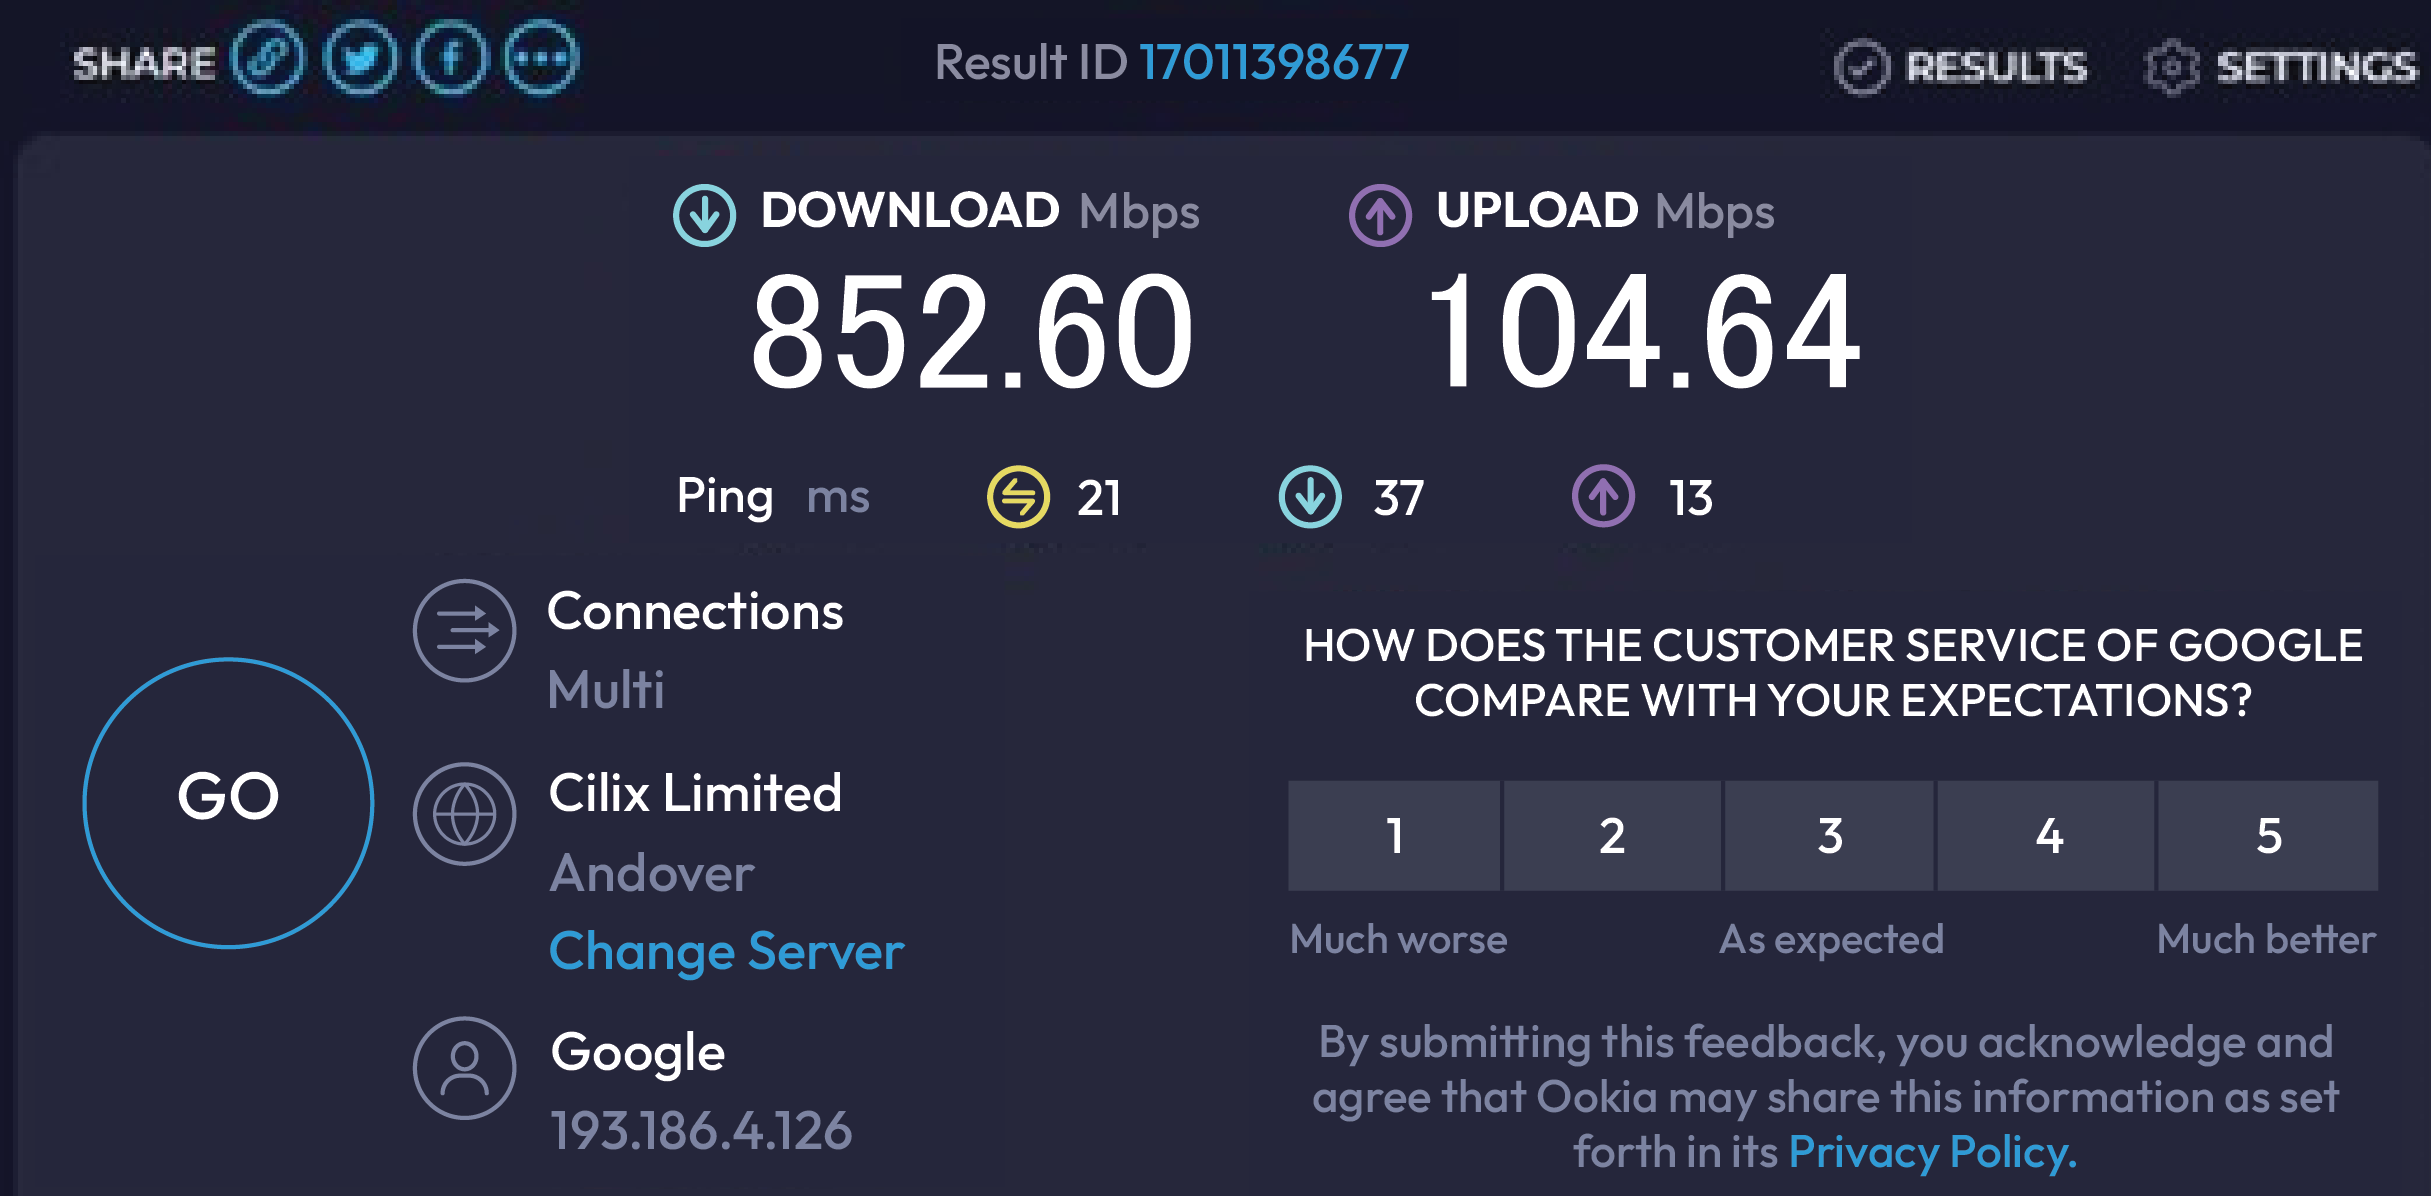 SHARE
Result ID 17011398677
RESULTS
SETTINGS
DOWNLOAD Mbps
852.60
UPLOAD Mbps
104.64
Ping ms 21 37 13
GO
Connections
Multi
Cilix Limited
Andover
Change Server
Google
193.186.4.126
HOW DOES THE CUSTOMER SERVICE OF GOOGLE
COMPARE WITH YOUR EXPECTATIONS?
1 2 3 4 5
Much worse As expected Much better
By submitting this feedback, you acknowledge and
agree that Ookia may share this information as set
forth in its Privacy Policy.